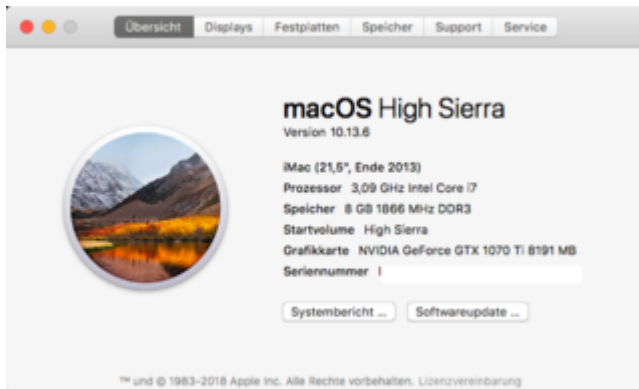 Übersicht Displays Festplatten Speicher Support Service
macOS High Sierra
Version 10.13.6
iMac (21,5", Ende 2013)
Prozessor 3,09 GHz Intel Core i7
Speicher 8 GB 1866 MHz DDR3
Startvolume High Sierra
Grafikkarte NVIDIA GeForce GTX 1070 Ti 8191 MB
Seriennummer
Systembericht ...
Softwareupdate ...
™ und © 1983-2018 Apple Inc. Alle Rechte vorbehalten. Lizenzvereinbarung